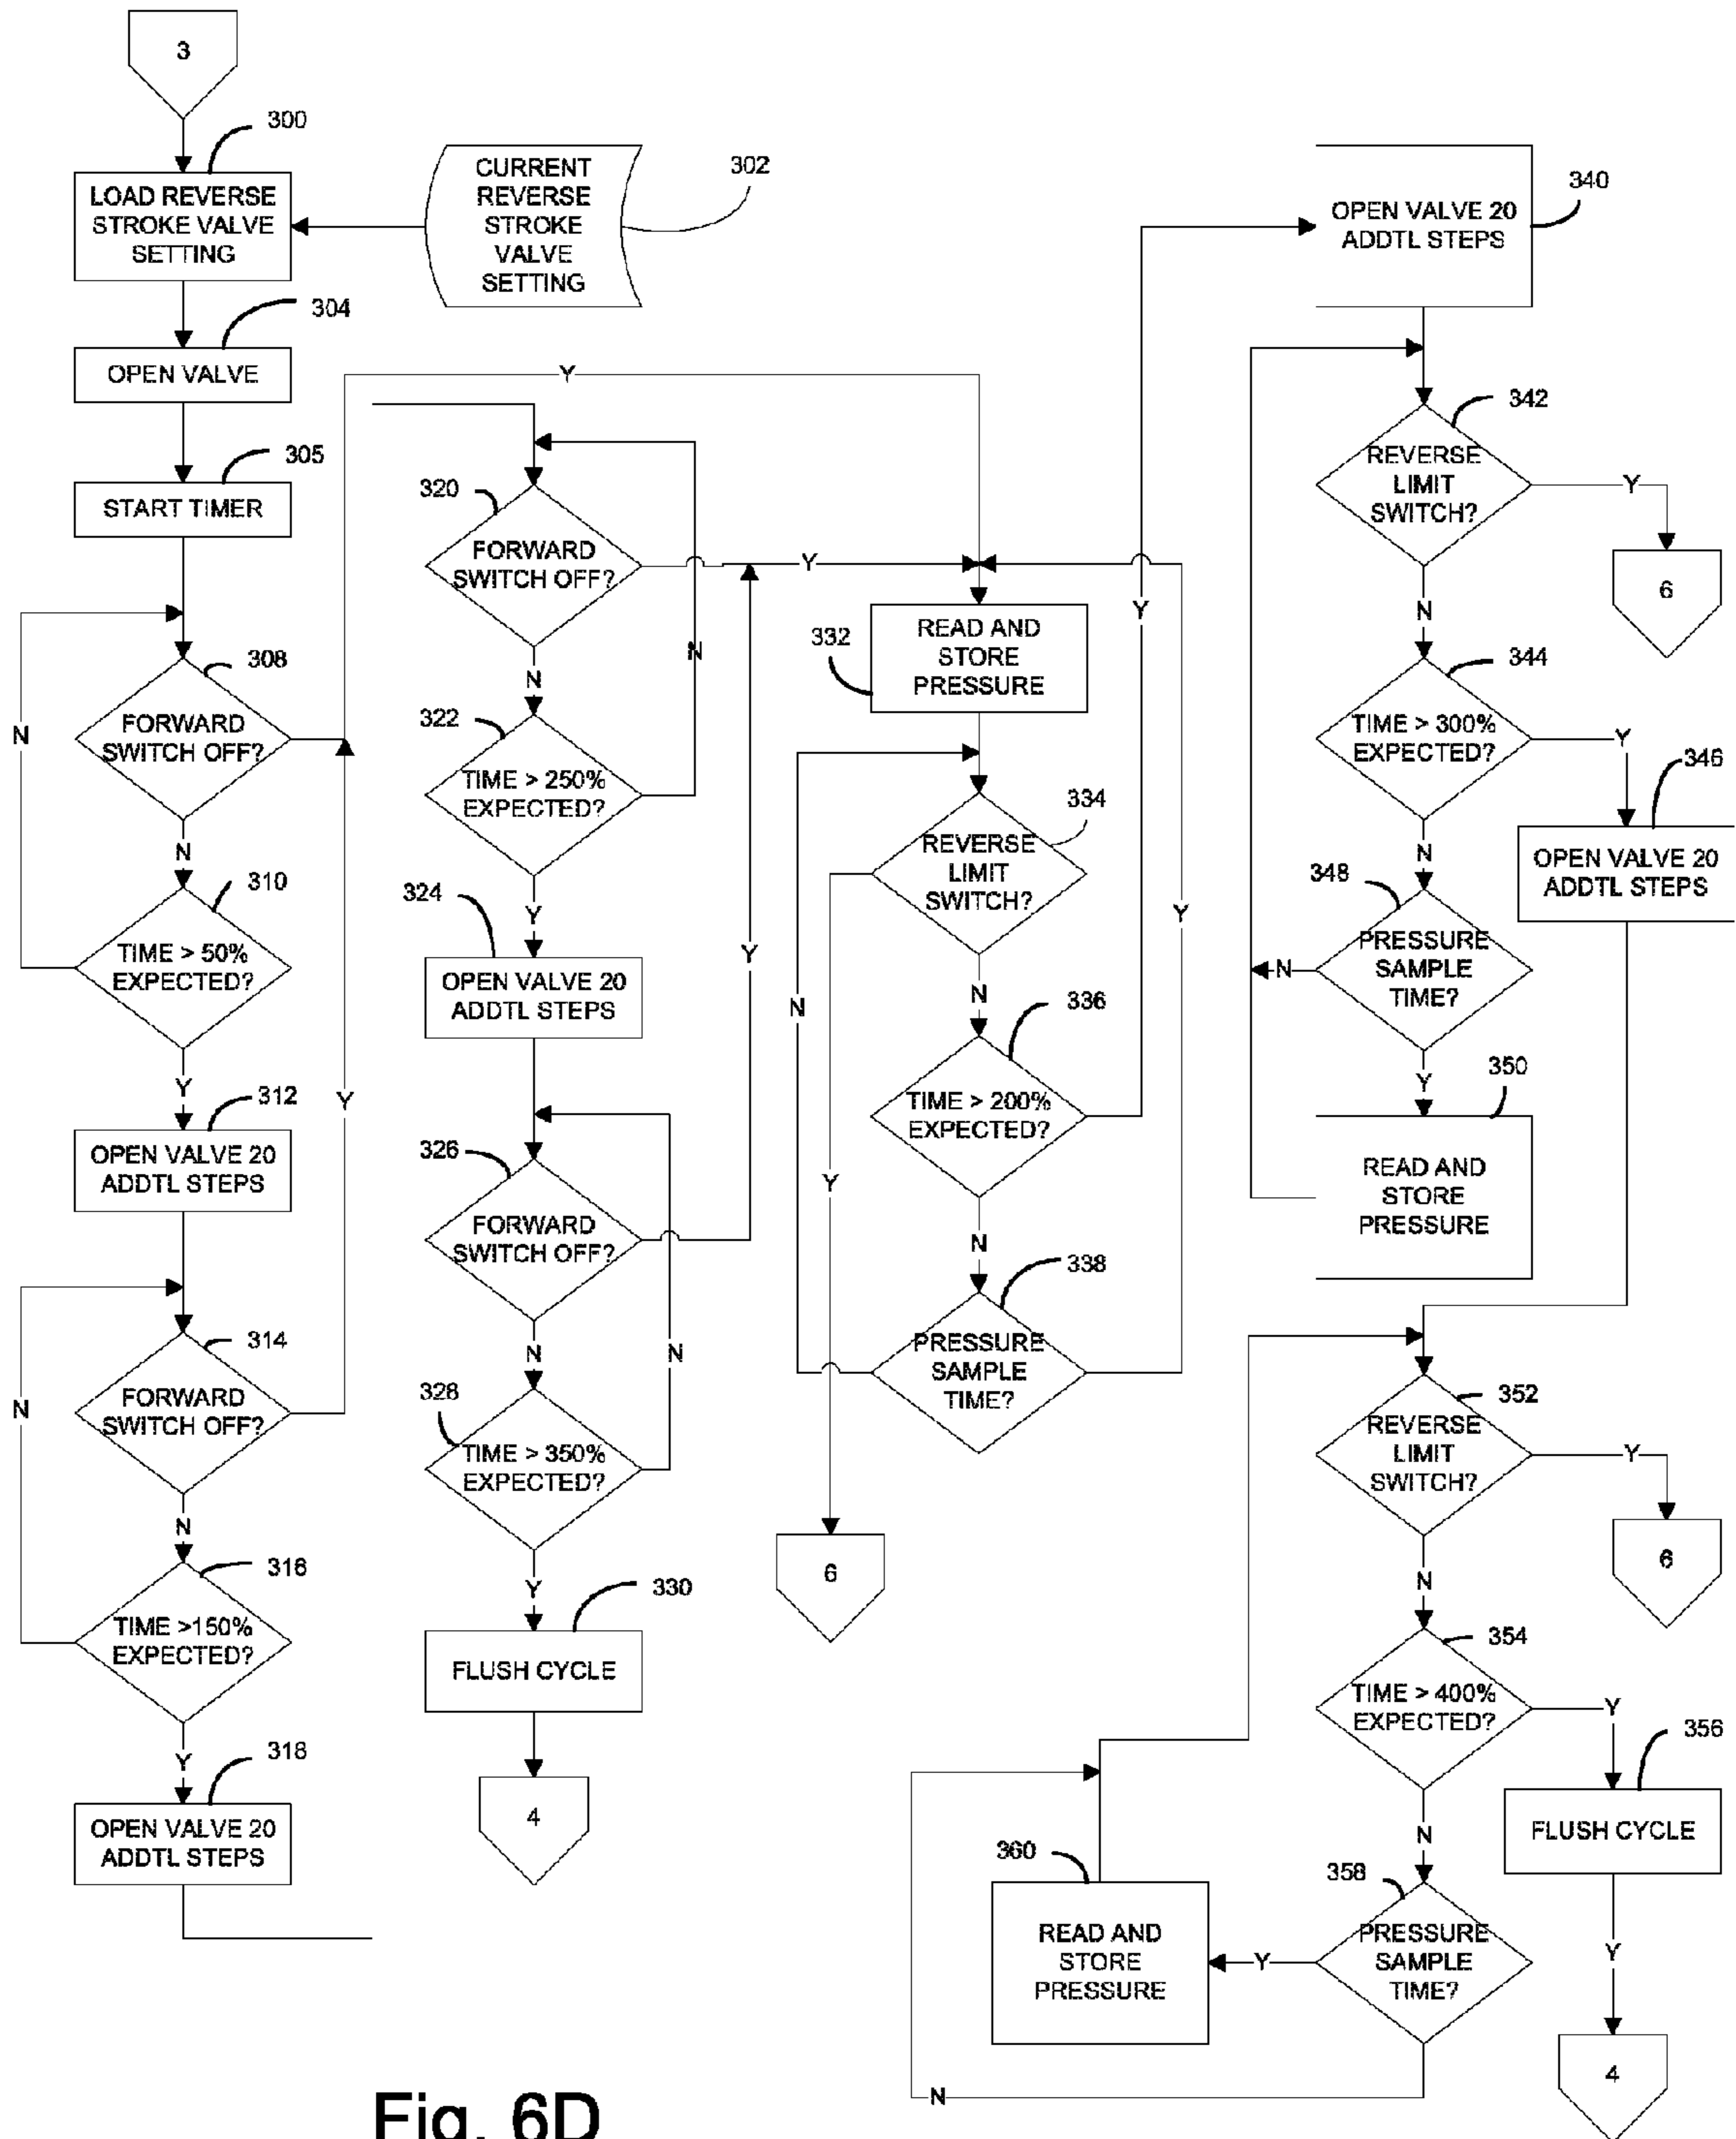 3
300
LOAD REVERSE
STROKE VALVE
SETTING
CURRENT
REVERSE
STROKE
VALVE
SETTING
302
304
OPEN VALVE
305
START TIMER
308
FORWARD
SWITCH OFF?
N
N
310
TIME > 50%
EXPECTED?
Y
312
OPEN VALVE 20
ADDTL STEPS
Y
314
FORWARD
SWITCH OFF?
N
N
316
TIME >150%
EXPECTED?
Y
318
OPEN VALVE 20
ADDTL STEPS
Y
320
FORWARD
SWITCH OFF?
Y
N
N
322
TIME > 250%
EXPECTED?
Y
324
OPEN VALVE 20
ADDTL STEPS
Y
326
FORWARD
SWITCH OFF?
N
N
328
TIME > 350%
EXPECTED?
Y
330
FLUSH CYCLE
4
332
READ AND
STORE
PRESSURE
334
REVERSE
LIMIT
SWITCH?
Y
N
N
336
TIME > 200%
EXPECTED?
Y
N
338
PRESSURE
SAMPLE
TIME?
Y
6
340
OPEN VALVE 20
ADDTL STEPS
342
REVERSE
LIMIT
SWITCH?
Y
6
N
344
TIME > 300%
EXPECTED?
Y
346
OPEN VALVE 20
ADDTL STEPS
N
348
PRESSURE
SAMPLE
TIME?
N
Y
350
READ AND
STORE
PRESSURE
352
REVERSE
LIMIT
SWITCH?
Y
6
N
354
TIME > 400%
EXPECTED?
Y
356
FLUSH CYCLE
Y
4
N
358
PRESSURE
SAMPLE
TIME?
Y
N
360
READ AND
STORE
PRESSURE
Fig. 6D